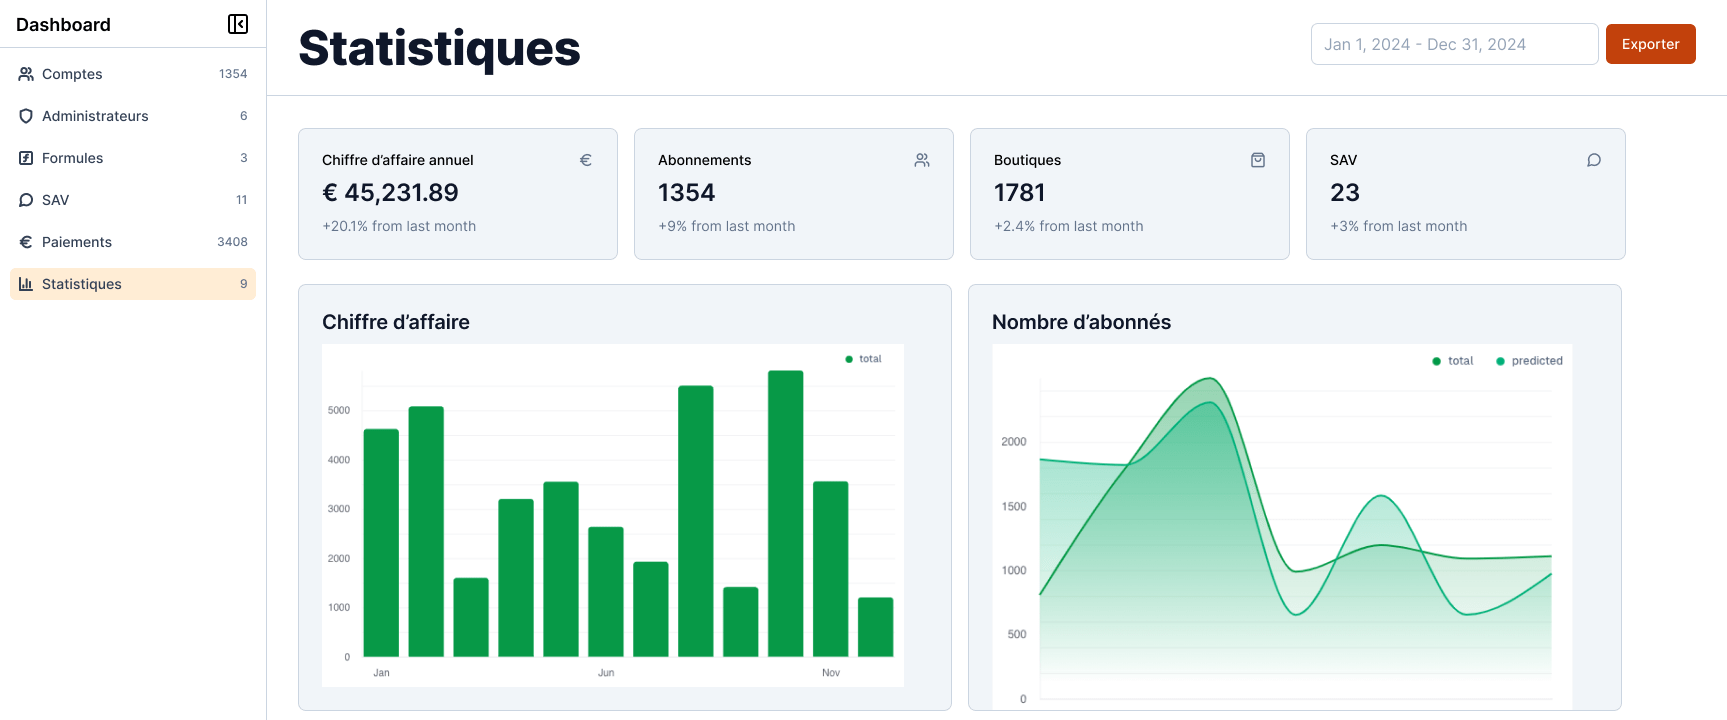 Dashboard
Comptes 1354
Administrateurs 6
Formules 3
SAV 11
Paiements 3408
Statistiques 9
Statistiques
Jan 1, 2024 - Dec 31, 2024
Exporter
Chiffre d’affaire annuel
€ 45,231.89
+20.1% from last month
Abonnements
1354
+9% from last month
Boutiques
1781
+2.4% from last month
SAV
23
+3% from last month
Chiffre d’affaire
total
5000
4000
3000
2000
1000
0
Jan Jun Nov
Nombre d’abonnés
total predicted
2000
1500
1000
500
0